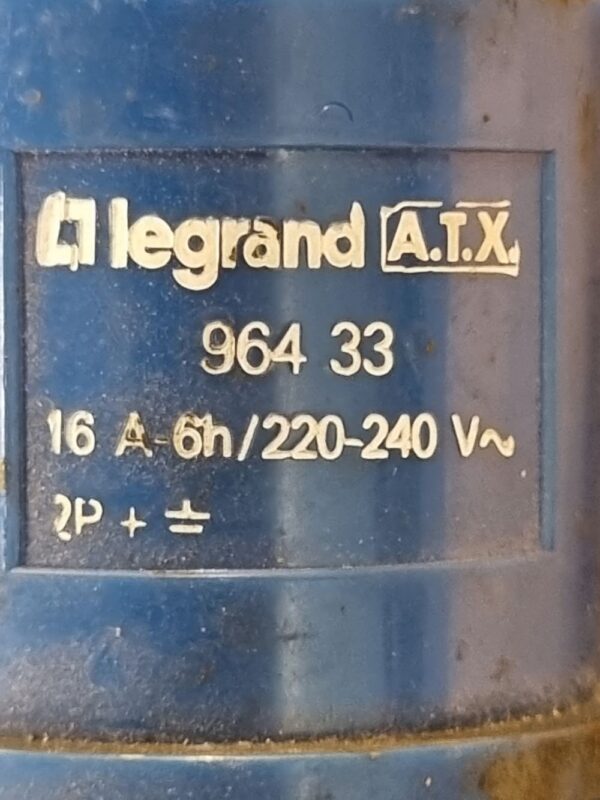 legrand A.T.X.
964 33
16 A-6h/220-240 V~
2P + ⏚